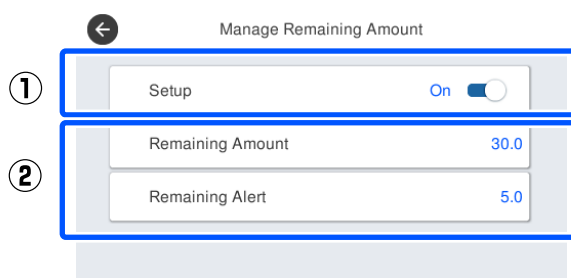 Manage Remaining Amount
① Setup On
② Remaining Amount 30.0
Remaining Alert 5.0